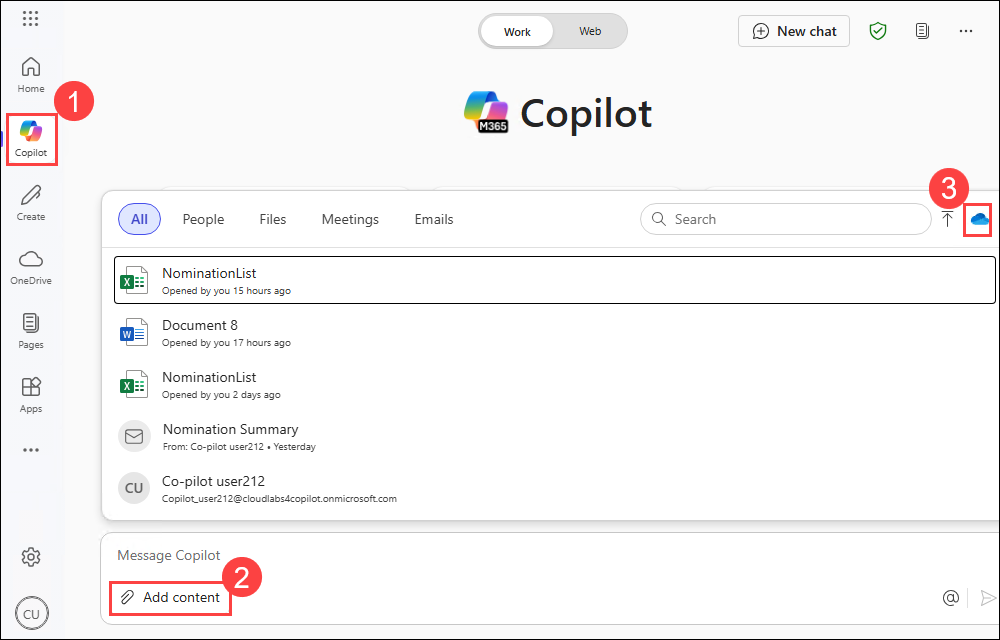 Work
Web
New chat
Home
1
Copilot
M365
Copilot
Create
OneDrive
Pages
Apps
3
All
People
Files
Meetings
Emails
Search
NominationList
Opened by you 15 hours ago
Document 8
Opened by you 17 hours ago
NominationList
Opened by you 2 days ago
Nomination Summary
From: Co-pilot user212 • Yesterday
CU
Co-pilot user212
Copilot_user212@cloudlabs4copilot.onmicrosoft.com
Message Copilot
2
Add content
@
CU